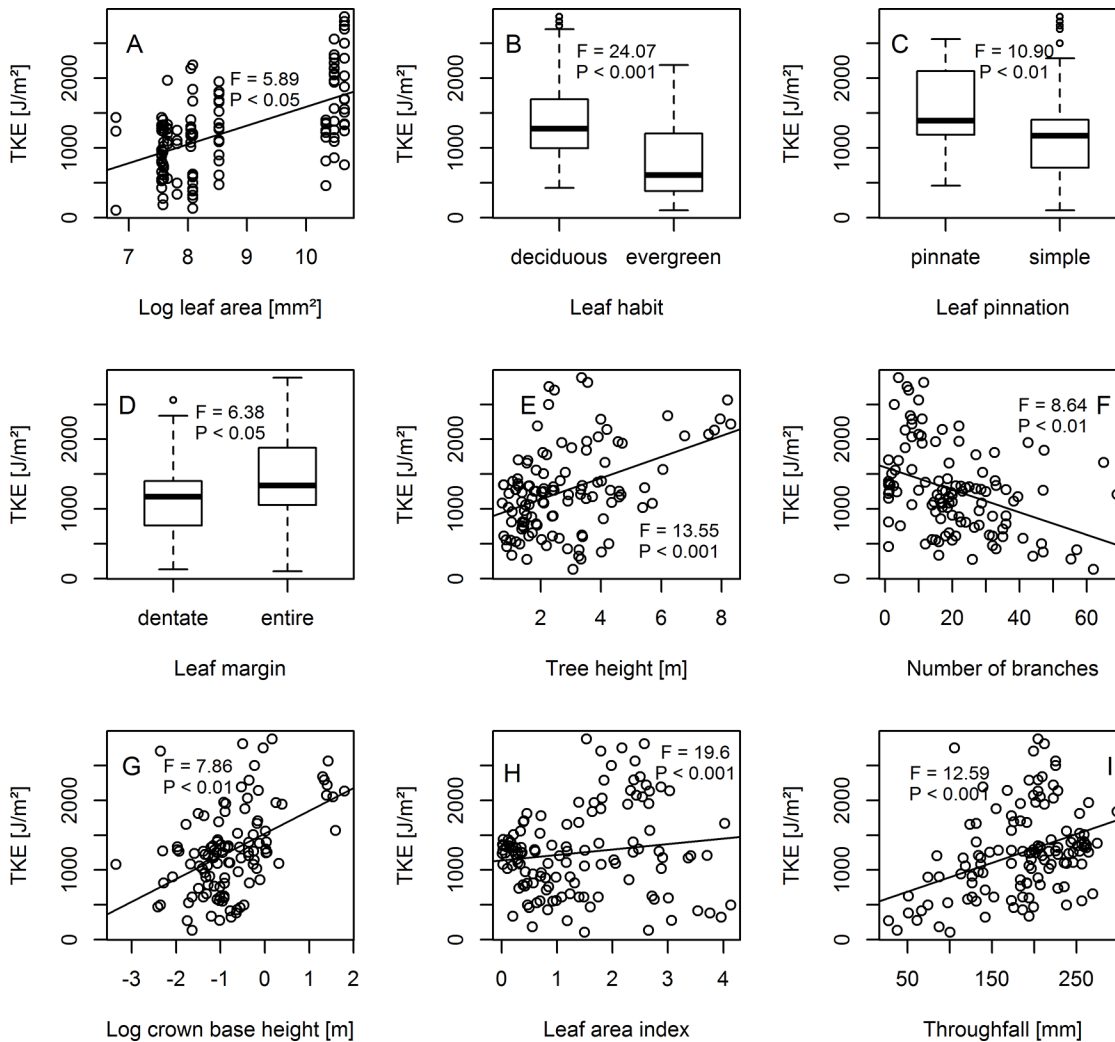 A
F = 5.89
P < 0.05
TKE [J/m²]
0 1000 2000
7 8 9 10
Log leaf area [mm²]
B
F = 24.07
P < 0.001
TKE [J/m²]
0 1000 2000
deciduous evergreen
Leaf habit
C
F = 10.90
P < 0.01
TKE [J/m²]
0 1000 2000
pinnate simple
Leaf pinnation
D
F = 6.38
P < 0.05
TKE [J/m²]
0 1000 2000
dentate entire
Leaf margin
E
F = 13.55
P < 0.001
TKE [J/m²]
0 1000 2000
2 4 6 8
Tree height [m]
F
F = 8.64
P < 0.01
TKE [J/m²]
0 1000 2000
0 20 40 60
Number of branches
G
F = 7.86
P < 0.01
TKE [J/m²]
0 1000 2000
-3 -2 -1 0 1 2
Log crown base height [m]
H
F = 19.6
P < 0.001
TKE [J/m²]
0 1000 2000
0 1 2 3 4
Leaf area index
I
F = 12.59
P < 0.001
TKE [J/m²]
0 1000 2000
50 150 250
Throughfall [mm]